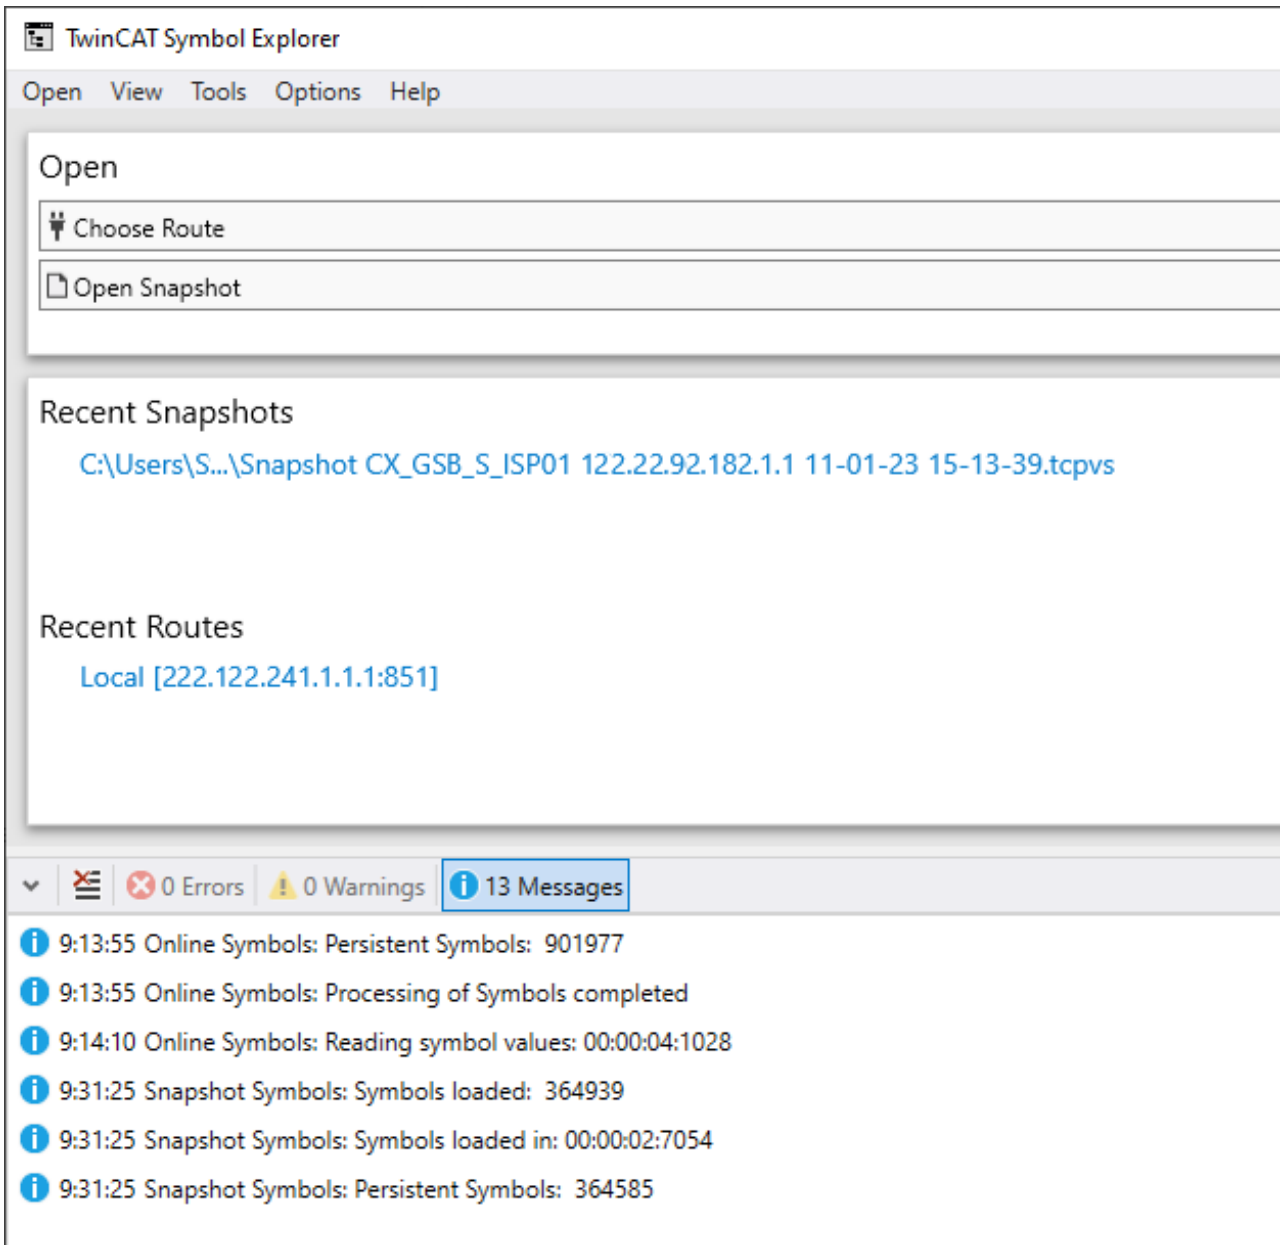 TwinCAT Symbol Explorer
Open View Tools Options Help
Open
Choose Route
Open Snapshot
Recent Snapshots
C:\Users\S...\Snapshot CX_GSB_S_ISP01 122.22.92.182.1.1 11-01-23 15-13-39.tcpvs
Recent Routes
Local [222.122.241.1.1.1:851]
0 Errors 0 Warnings 13 Messages
9:13:55 Online Symbols: Persistent Symbols: 901977
9:13:55 Online Symbols: Processing of Symbols completed
9:14:10 Online Symbols: Reading symbol values: 00:00:04:1028
9:31:25 Snapshot Symbols: Symbols loaded: 364939
9:31:25 Snapshot Symbols: Symbols loaded in: 00:00:02:7054
9:31:25 Snapshot Symbols: Persistent Symbols: 364585